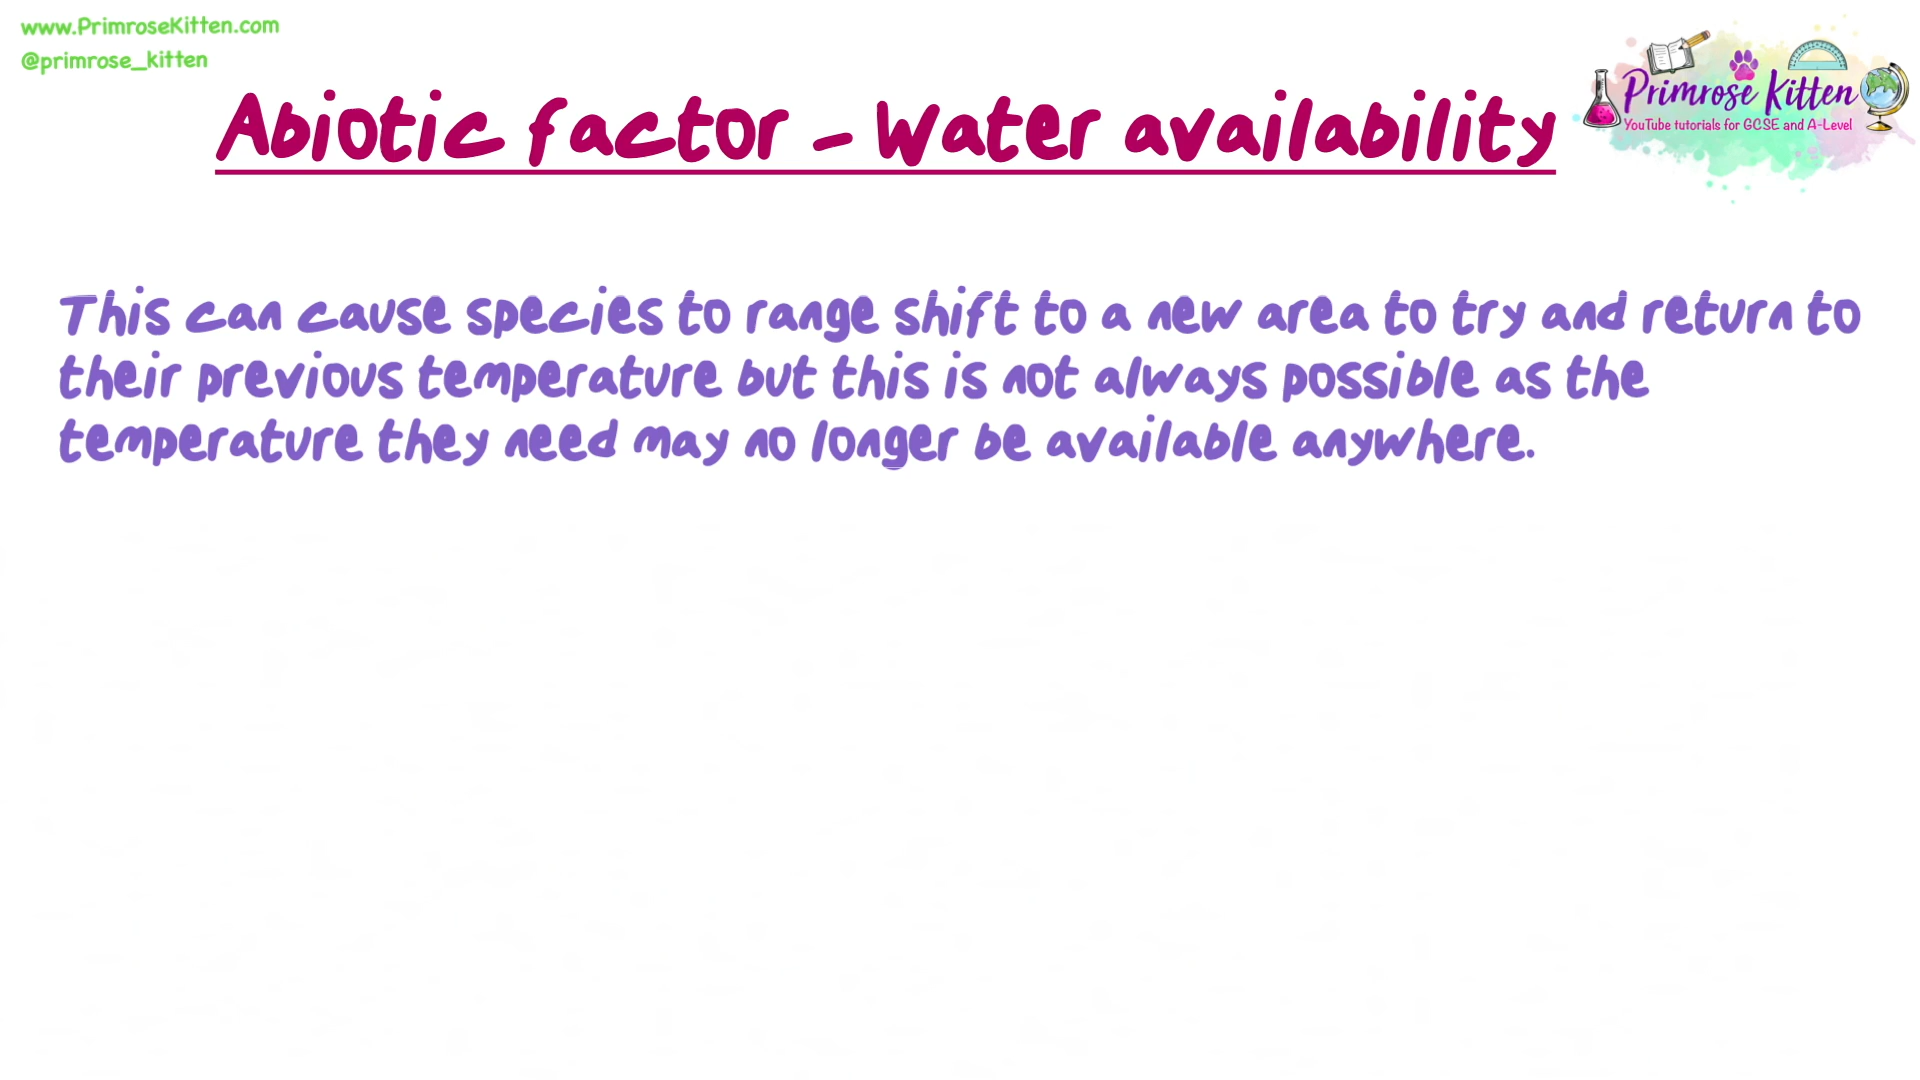 www.PrimroseKitten.com
@primrose_kitten
Abiotic factor - Water availability
Primrose Kitten
YouTube tutorials for GCSE and A-Level
This can cause species to range shift to a new area to try and return to
their previous temperature but this is not always possible as the
temperature they need may no longer be available anywhere.